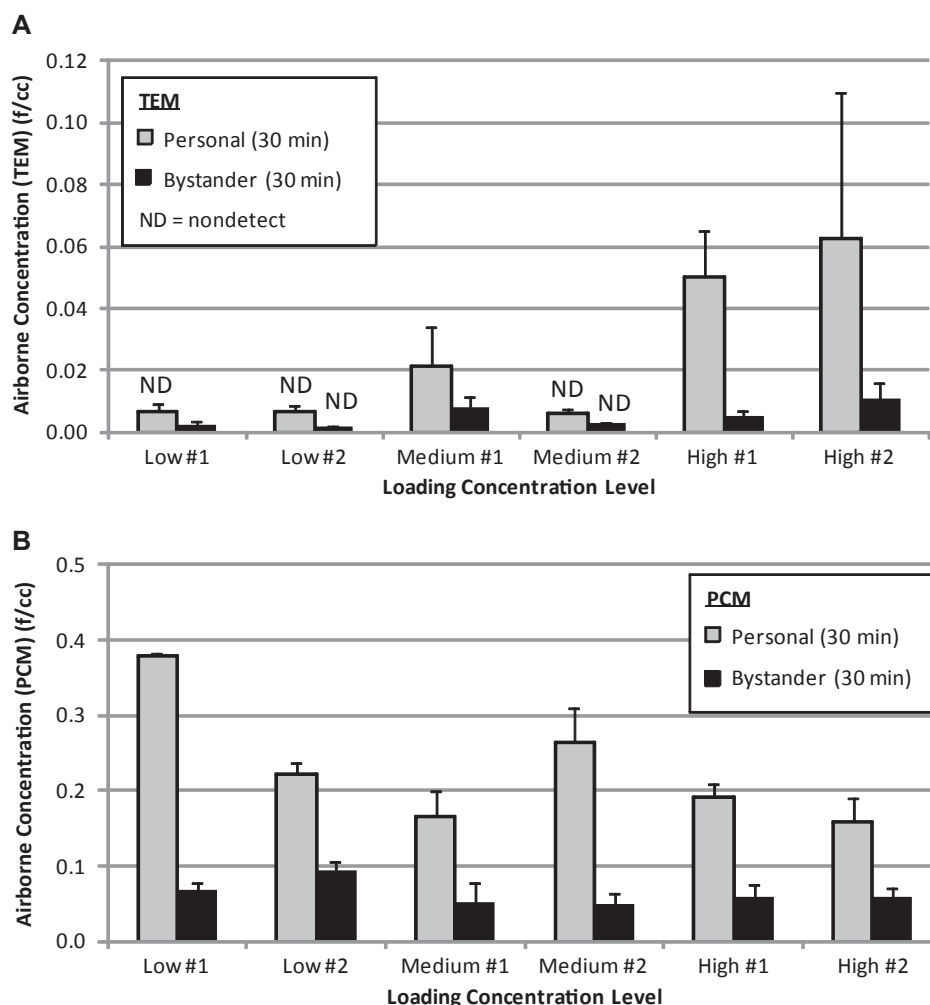 A
Airborne Concentration (TEM) (f/cc)
0.12
0.10
0.08
0.06
0.04
0.02
0.00
TEM
Personal (30 min)
Bystander (30 min)
ND = nondetect
ND
ND
ND
ND
ND
Low #1
Low #2
Medium #1
Medium #2
High #1
High #2
Loading Concentration Level
B
Airborne Concentration (PCM) (f/cc)
0.5
0.4
0.3
0.2
0.1
0.0
PCM
Personal (30 min)
Bystander (30 min)
Low #1
Low #2
Medium #1
Medium #2
High #1
High #2
Loading Concentration Level